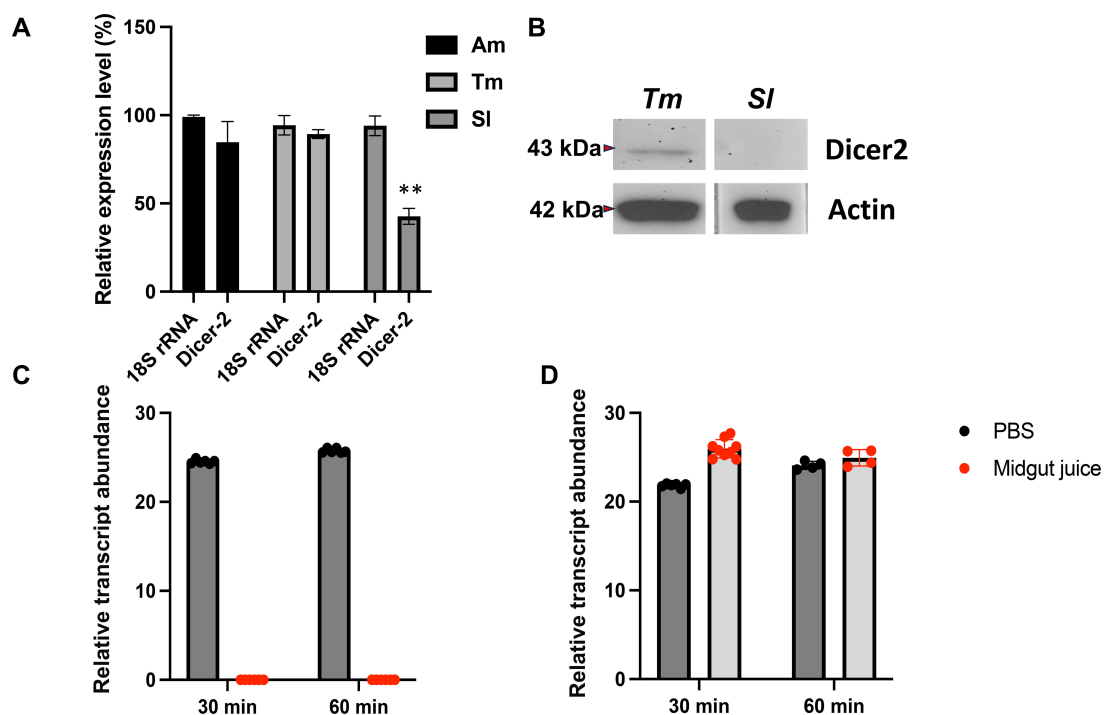 A
Relative expression level (%)
150
100
50
0
**
18S rRNA
Dicer-2
18S rRNA
Dicer-2
18S rRNA
Dicer-2
Am
Tm
Sl
B
Tm
Sl
43 kDa
Dicer2
42 kDa
Actin
C
Relative transcript abundance
30
20
10
0
30 min
60 min
D
Relative transcript abundance
30
20
10
0
30 min
60 min
PBS
Midgut juice